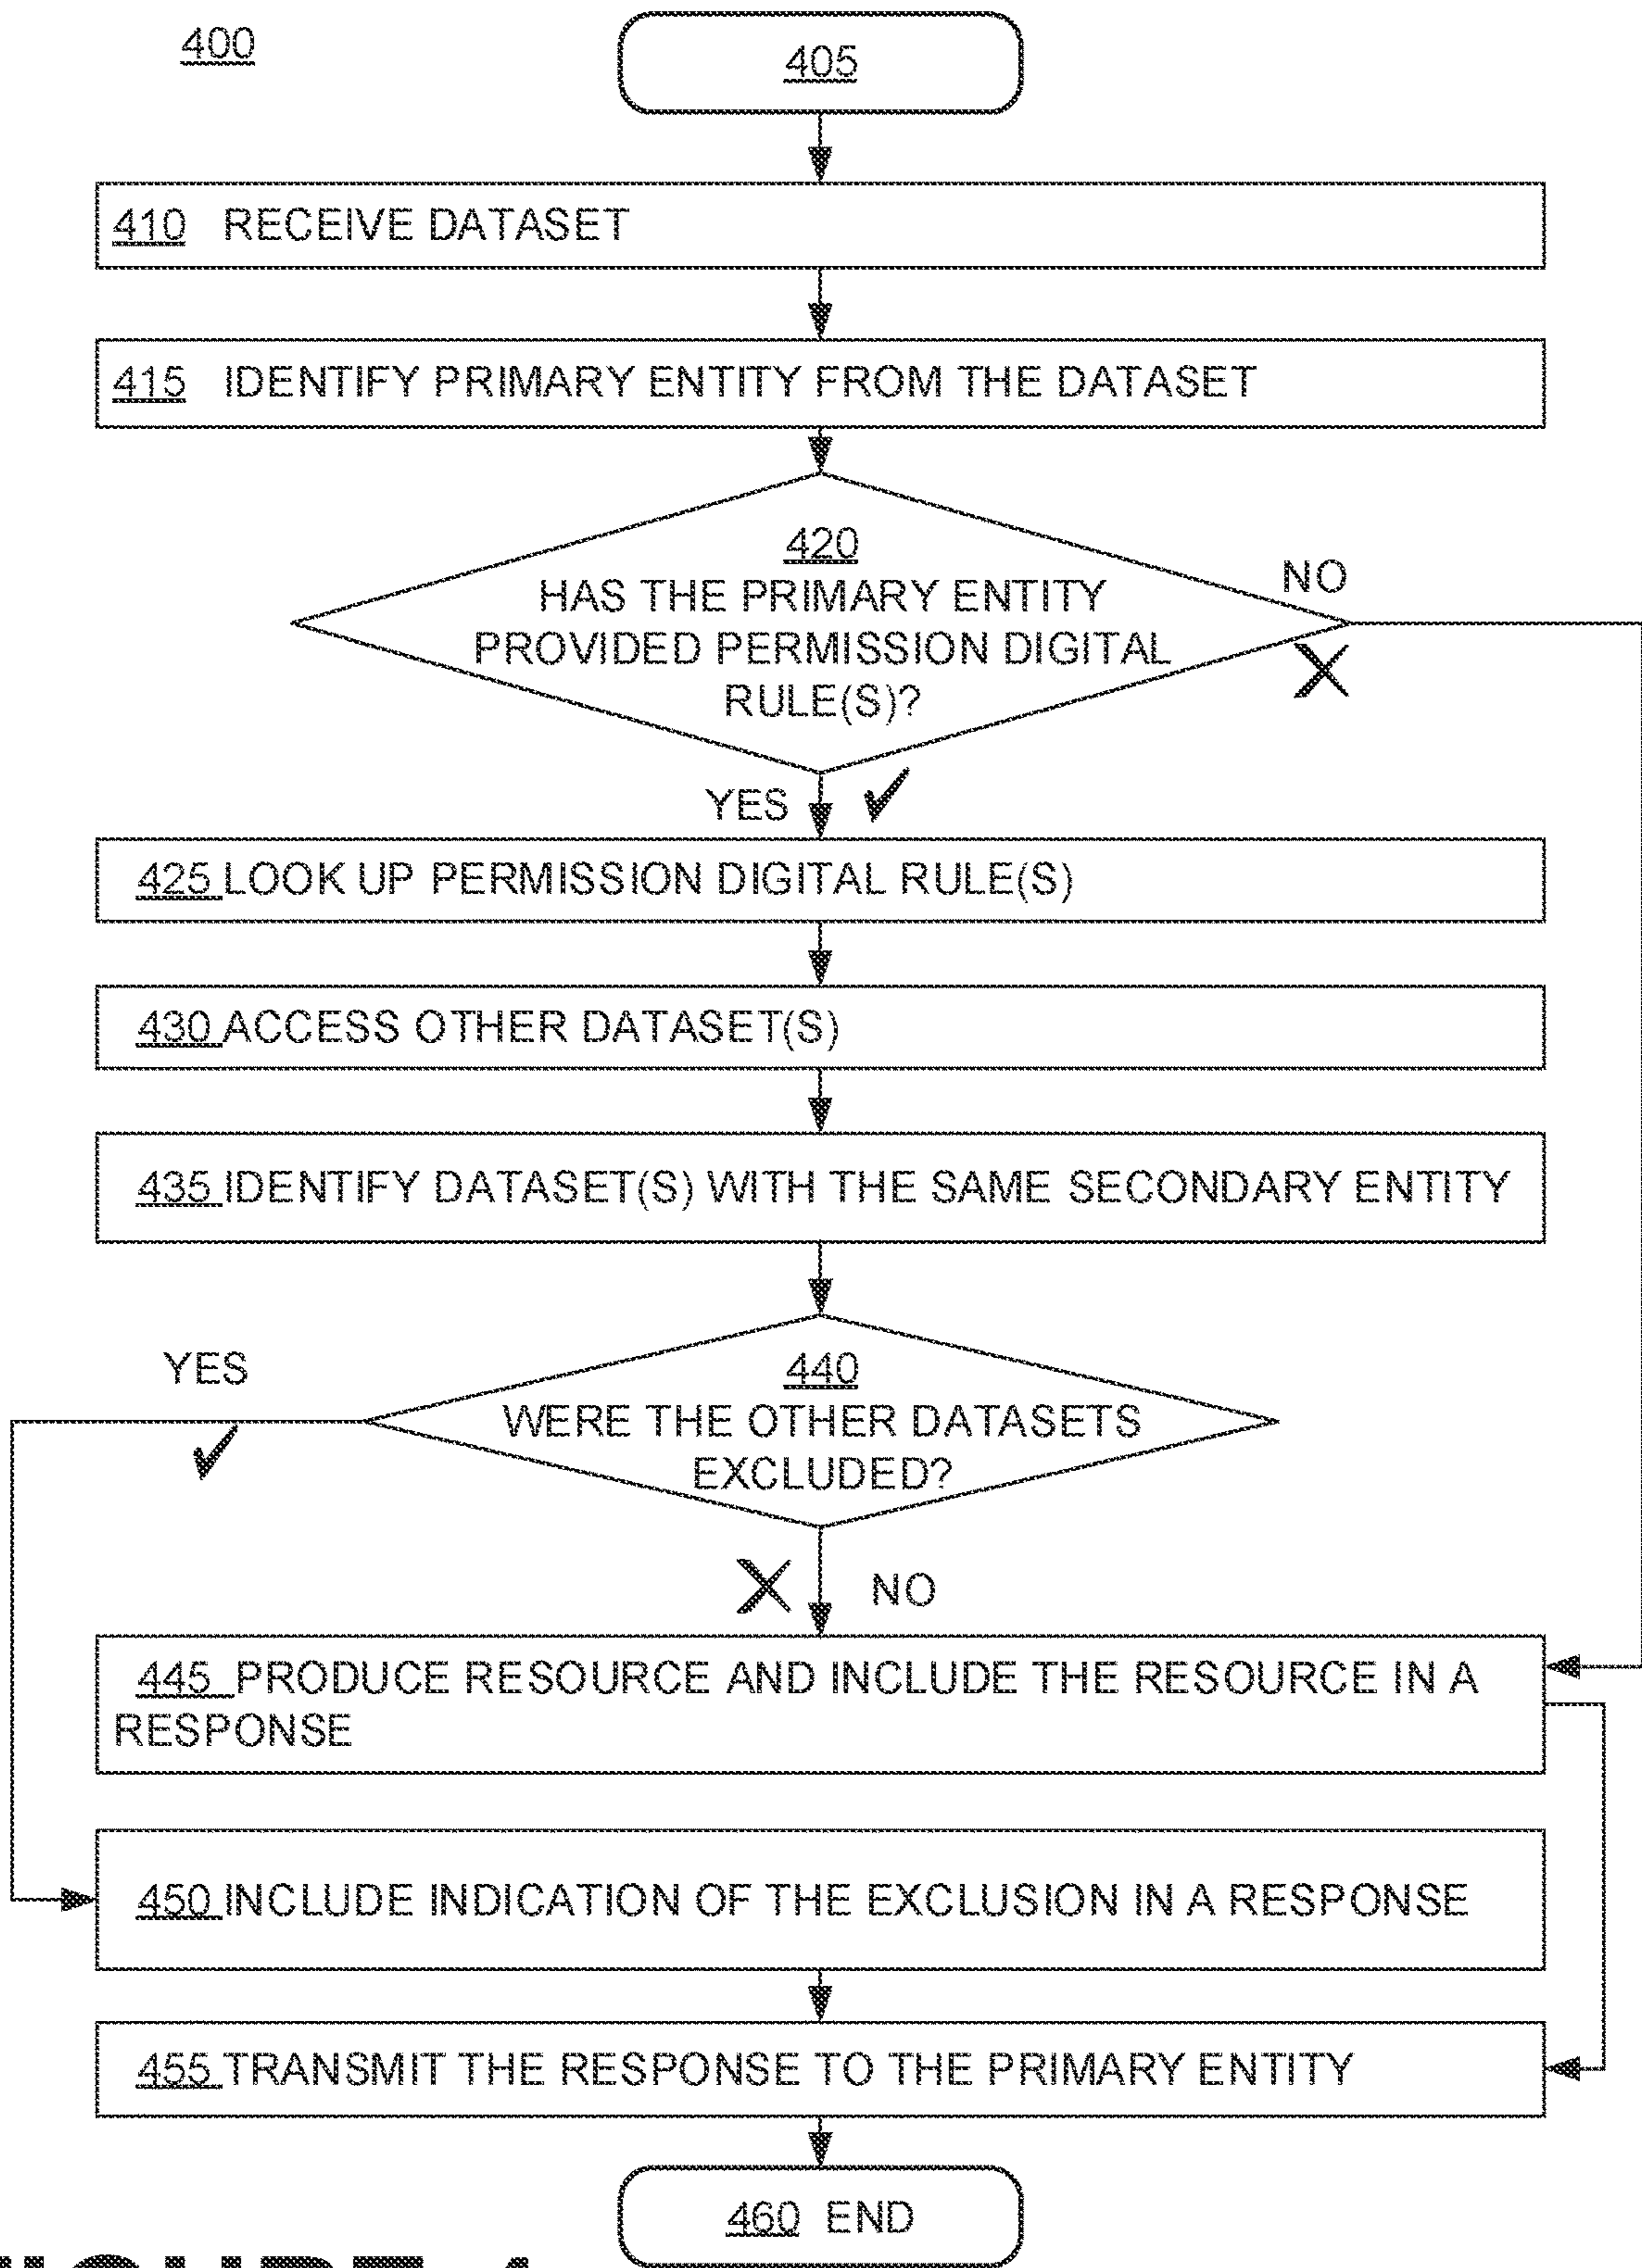 400
405
410 RECEIVE DATASET
415 IDENTIFY PRIMARY ENTITY FROM THE DATASET
420
HAS THE PRIMARY ENTITY
PROVIDED PERMISSION DIGITAL
RULE(S)?
NO
YES
425 LOOK UP PERMISSION DIGITAL RULE(S)
430 ACCESS OTHER DATASET(S)
435 IDENTIFY DATASET(S) WITH THE SAME SECONDARY ENTITY
YES
440
WERE THE OTHER DATASETS
EXCLUDED?
NO
445 PRODUCE RESOURCE AND INCLUDE THE RESOURCE IN A
RESPONSE
450 INCLUDE INDICATION OF THE EXCLUSION IN A RESPONSE
455 TRANSMIT THE RESPONSE TO THE PRIMARY ENTITY
460 END